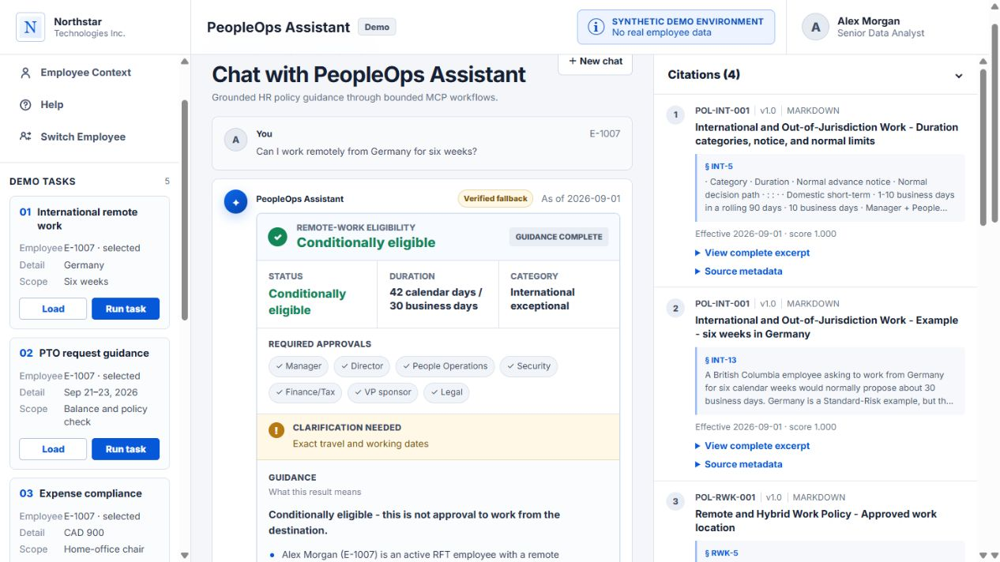 N
Northstar
Technologies Inc.
PeopleOps Assistant
Demo
SYNTHETIC DEMO ENVIRONMENT
No real employee data
A
Alex Morgan
Senior Data Analyst
Employee Context
Help
Switch Employee
DEMO TASKS 5
01 International remote
work
Employee E-1007 · selected
Detail Germany
Scope Six weeks
Load Run task
02 PTO request guidance
Employee E-1007 · selected
Detail Sep 21–23, 2026
Scope Balance and policy
check
Load Run task
03 Expense compliance
Employee E-1007 · selected
Detail CAD 900
Scope Home-office chair
Chat with PeopleOps Assistant
+ New chat
Grounded HR policy guidance through bounded MCP workflows.
A
You E-1007
Can I work remotely from Germany for six weeks?
PeopleOps Assistant Verified fallback As of 2026-09-01
REMOTE-WORK ELIGIBILITY
Conditionally eligible
GUIDANCE COMPLETE
STATUS
Conditionally
eligible
DURATION
42 calendar days /
30 business days
CATEGORY
International
exceptional
REQUIRED APPROVALS
✓ Manager ✓ Director ✓ People Operations ✓ Security
✓ Finance/Tax ✓ VP sponsor ✓ Legal
! CLARIFICATION NEEDED
Exact travel and working dates
GUIDANCE
What this result means
Conditionally eligible - this is not approval to work from the
destination.
• Alex Morgan (E-1007) is an active RFT employee with a remote
Citations (4)
1
POL-INT-001 v1.0 MARKDOWN
International and Out-of-Jurisdiction Work - Duration
categories, notice, and normal limits
§ INT-5
· Category · Duration · Normal advance notice · Normal
decision path · : : · · Domestic short-term · 1-10 business days
in a rolling 90 days · 10 business days · Manager + People...
Effective 2026-09-01 · score 1.000
▶ View complete excerpt
▶ Source metadata
2
POL-INT-001 v1.0 MARKDOWN
International and Out-of-Jurisdiction Work - Example
- six weeks in Germany
§ INT-13
A British Columbia employee asking to work from Germany
for six calendar weeks would normally propose about 30
business days. Germany is a Standard-Risk example, but th...
Effective 2026-09-01 · score 1.000
▶ View complete excerpt
▶ Source metadata
3
POL-RWK-001 v1.0 MARKDOWN
Remote and Hybrid Work Policy - Approved work
location
§ RWK-5